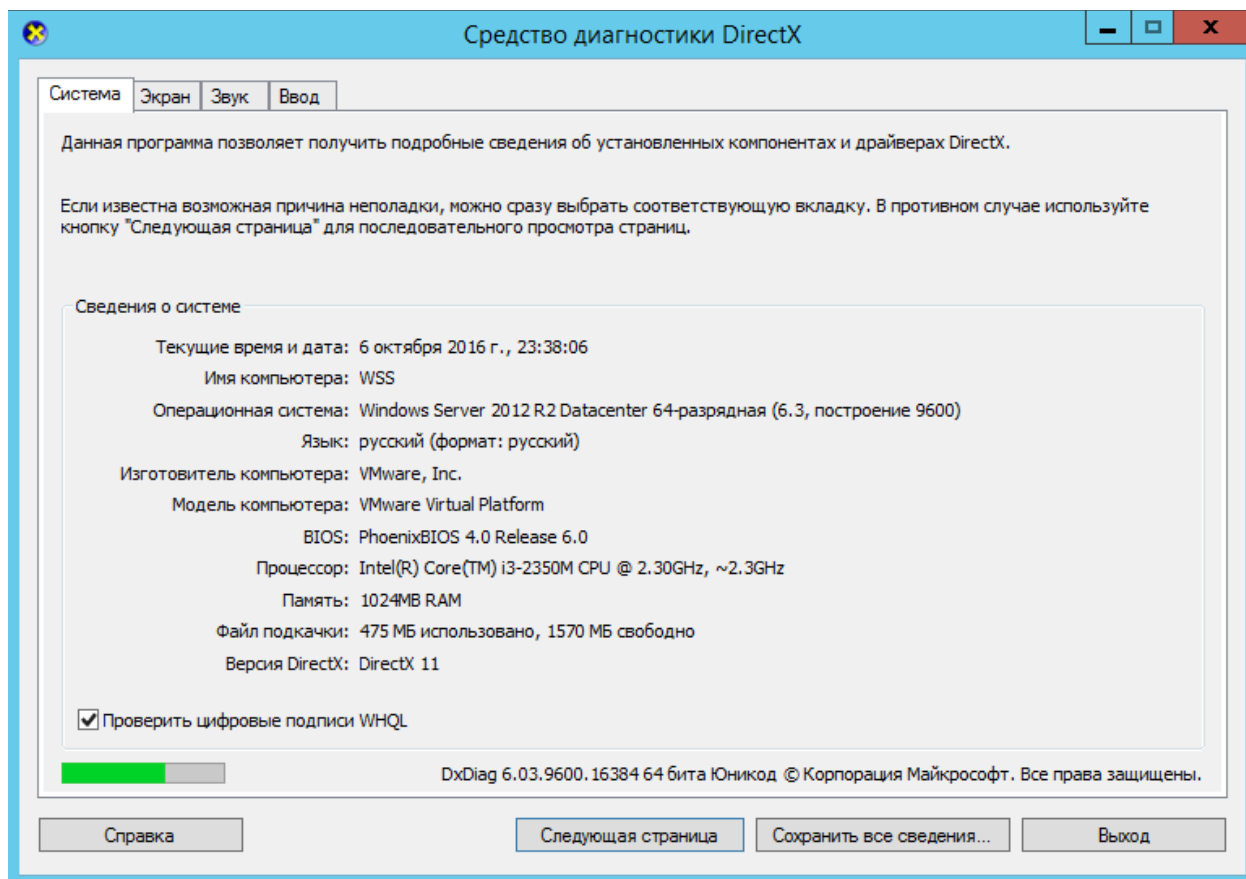 Средство диагностики DirectX
Система Экран Звук Ввод
Данная программа позволяет получить подробные сведения об установленных компонентах и драйверах DirectX.
Если известна возможная причина неполадки, можно сразу выбрать соответствующую вкладку. В противном случае используйте
кнопку "Следующая страница" для последовательного просмотра страниц.
Сведения о системе
Текущие время и дата: 6 октября 2016 г., 23:38:06
Имя компьютера: WSS
Операционная система: Windows Server 2012 R2 Datacenter 64-разрядная (6.3, построение 9600)
Язык: русский (формат: русский)
Изготовитель компьютера: VMware, Inc.
Модель компьютера: VMware Virtual Platform
BIOS: PhoenixBIOS 4.0 Release 6.0
Процессор: Intel(R) Core(TM) i3-2350M CPU @ 2.30GHz, ~2.3GHz
Память: 1024MB RAM
Файл подкачки: 475 МБ использовано, 1570 МБ свободно
Версия DirectX: DirectX 11
Проверить цифровые подписи WHQL
DxDiag 6.03.9600.16384 64 бита Юникод © Корпорация Майкрософт. Все права защищены.
Справка Следующая страница Сохранить все сведения... Выход